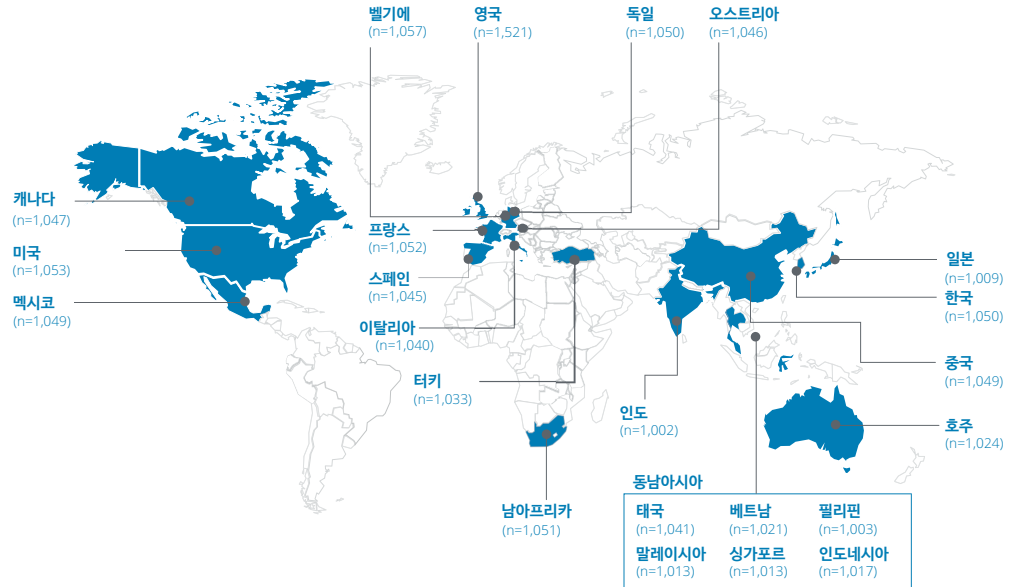 벨기에
(n=1,057)
영국
(n=1,521)
독일
(n=1,050)
오스트리아
(n=1,046)
캐나다
(n=1,047)
미국
(n=1,053)
멕시코
(n=1,049)
프랑스
(n=1,052)
스페인
(n=1,045)
이탈리아
(n=1,040)
터키
(n=1,033)
남아프리카
(n=1,051)
인도
(n=1,002)
일본
(n=1,009)
한국
(n=1,050)
중국
(n=1,049)
호주
(n=1,024)
동남아시아
태국
(n=1,041)
베트남
(n=1,021)
필리핀
(n=1,003)
말레이시아
(n=1,013)
싱가포르
(n=1,013)
인도네시아
(n=1,017)